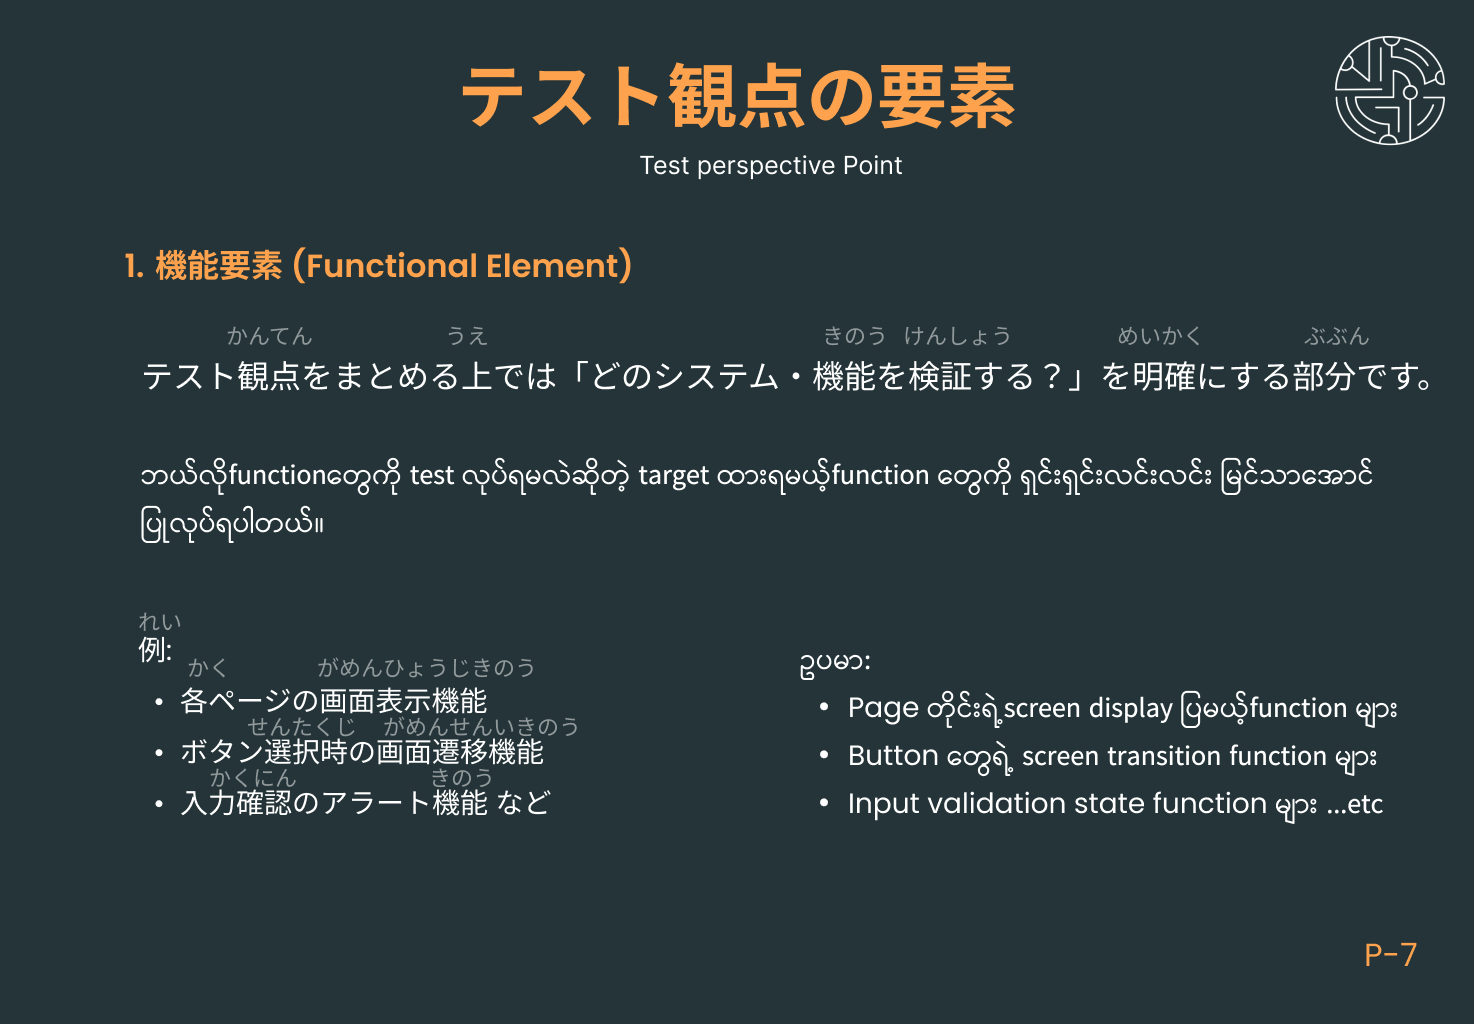 テスト観点の要素
Test perspective Point
1. 機能要素 (Functional Element)
かんてん うえ きのう けんしょう めいかく ぶぶん
テスト観点をまとめる上では「どのシステム・機能を検証する？」を明確にする部分です。
ဘယ်လိုfunctionတွေကို test လုပ်ရမလဲဆိုတဲ့ target ထားရမယ့်function တွေကို ရှင်းရှင်းလင်းလင်း မြင်သာအောင်
ပြုလုပ်ရပါတယ်။
れい
例:
かく がめんひょうじきのう
• 各ページの画面表示機能
せんたくじ がめんせんいきのう
• ボタン選択時の画面遷移機能
かくにん きのう
• 入力確認のアラート機能 など
ဥပမာ:
• Page တိုင်းရဲ့screen display ပြမယ့်function များ
• Button တွေရဲ့ screen transition function များ
• Input validation state function များ ...etc
P-7